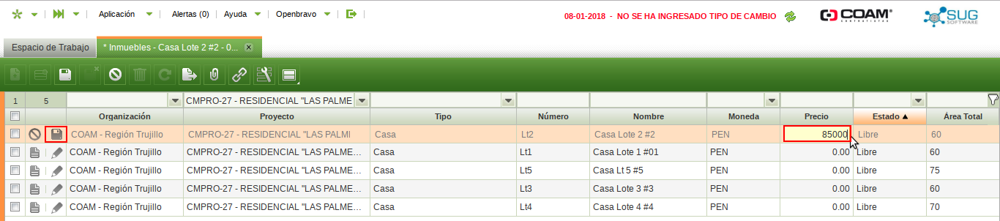 Aplicación Alertas (0) Ayuda Openbravo
08-01-2018 - NO SE HA INGRESADO TIPO DE CAMBIO
COAM
CONTRATISTAS
SUG
SOFTWARE
Espacio de Trabajo * Inmuebles - Casa Lote 2 #2 - 0...
1 5 CMPRO-27 - RESIDENCIAL "LAS PALME
Organización Proyecto Tipo Número Nombre Moneda Precio Estado Área Total
COAM - Región Trujillo CMPRO-27 - RESIDENCIAL "LAS PALMI Casa Lt2 Casa Lote 2 #2 PEN 85000 Libre 60
COAM - Región Trujillo CMPRO-27 - RESIDENCIAL "LAS PALME... Casa Lt1 Casa Lote 1 #01 PEN 0.00 Libre 60
COAM - Región Trujillo CMPRO-27 - RESIDENCIAL "LAS PALME... Casa Lt5 Casa Lt 5 #5 PEN 0.00 Libre 75
COAM - Región Trujillo CMPRO-27 - RESIDENCIAL "LAS PALME... Casa Lt3 Casa Lote 3 #3 PEN 0.00 Libre 60
COAM - Región Trujillo CMPRO-27 - RESIDENCIAL "LAS PALME... Casa Lt4 Casa Lote 4 #4 PEN 0.00 Libre 70